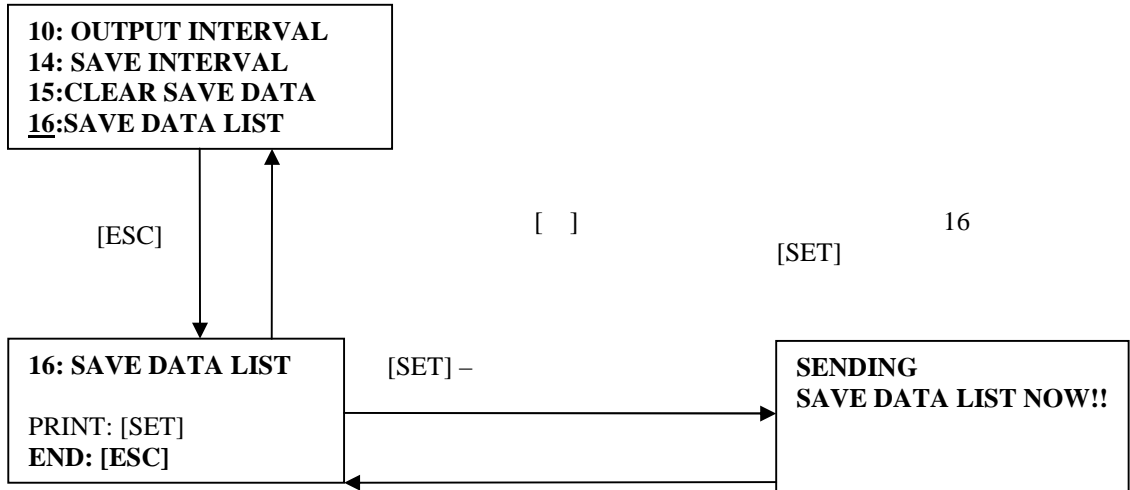 10: OUTPUT INTERVAL
14: SAVE INTERVAL
15:CLEAR SAVE DATA
16:SAVE DATA LIST
[ESC]
[ ] 16
[SET]
16: SAVE DATA LIST
PRINT: [SET]
END: [ESC]
[SET] –
SENDING
SAVE DATA LIST NOW!!